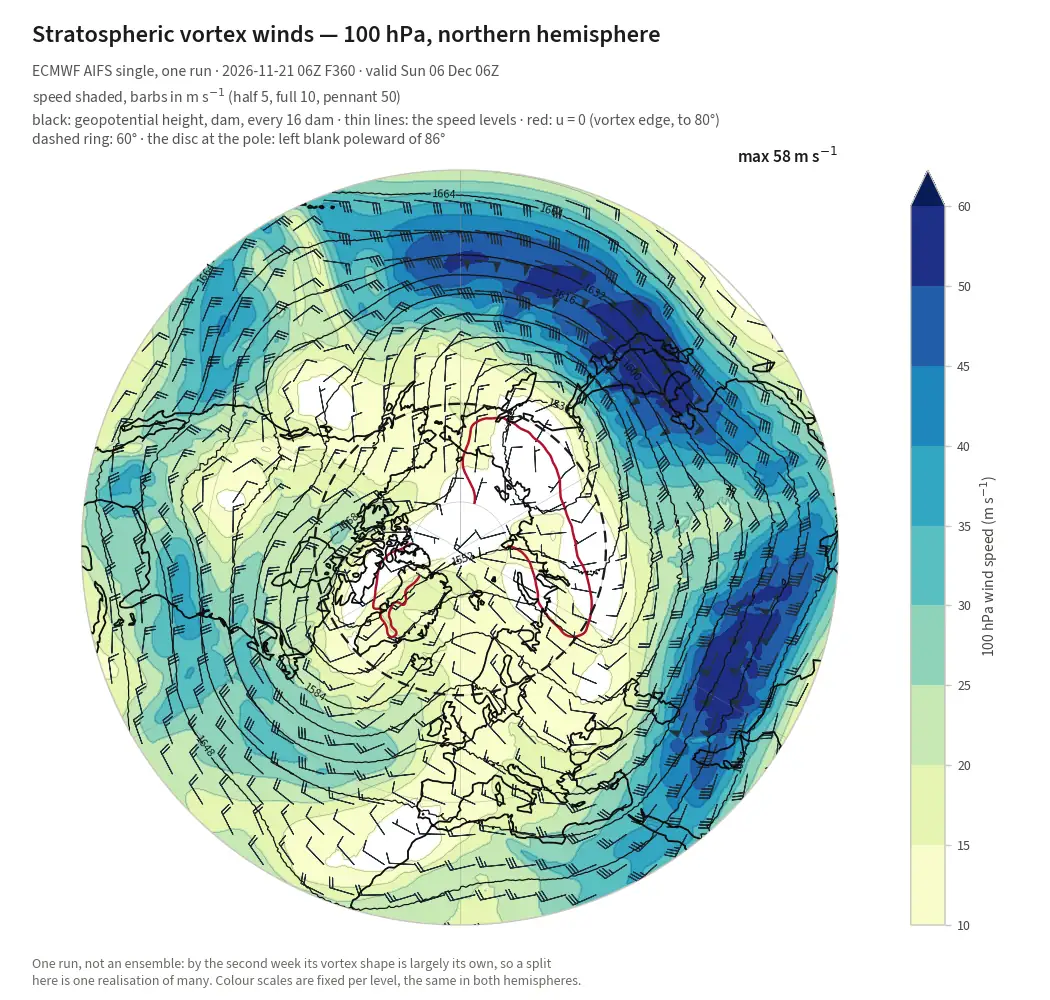 Stratospheric vortex winds — 100 hPa, northern hemisphere
ECMWF AIFS single, one run · 2026-11-21 06Z F360 · valid Sun 06 Dec 06Z
speed shaded, barbs in m s⁻¹ (half 5, full 10, pennant 50)
black: geopotential height, dam, every 16 dam · thin lines: the speed levels · red: u = 0 (vortex edge, to 80°)
dashed ring: 60° · the disc at the pole: left blank poleward of 86°
max 58 m s⁻¹
1664
1664
1632
1616
1584
1648
60
50
45
40
35
30
25
20
15
10
100 hPa wind speed (m s⁻¹)
One run, not an ensemble: by the second week its vortex shape is largely its own, so a split
here is one realisation of many. Colour scales are fixed per level, the same in both hemispheres.